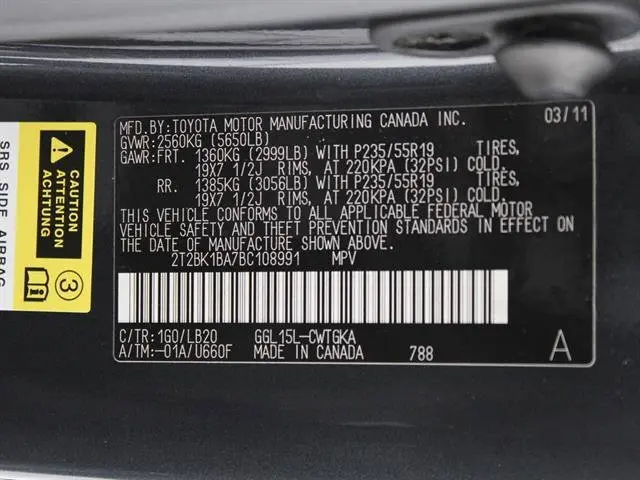 MFD.BY:TOYOTA MOTOR MANUFACTURING CANADA INC. 03/11
GVWR:2560KG (5650LB)
GAWR:FRT. 1360KG (2999LB) WITH P235/55R19 TIRES,
19X7 1/2J RIMS, AT 220KPA (32PSI) COLD.
RR. 1385KG (3056LB) WITH P235/55R19 TIRES,
19X7 1/2J RIMS, AT 220KPA (32PSI) COLD.
THIS VEHICLE CONFORMS TO ALL APPLICABLE FEDERAL MOTOR
VEHICLE SAFETY AND THEFT PREVENTION STANDARDS IN EFFECT ON
THE DATE OF MANUFACTURE SHOWN ABOVE.
2T2BK1BA7BC108991 MPV
C/TR:1G0/LB20 GGL15L-CWTGKA
A/TM:-01A/U660F MADE IN CANADA 788 A
CAUTION
ATTENTION
ACHTUNG
3
SRS SIDE AIRBAG